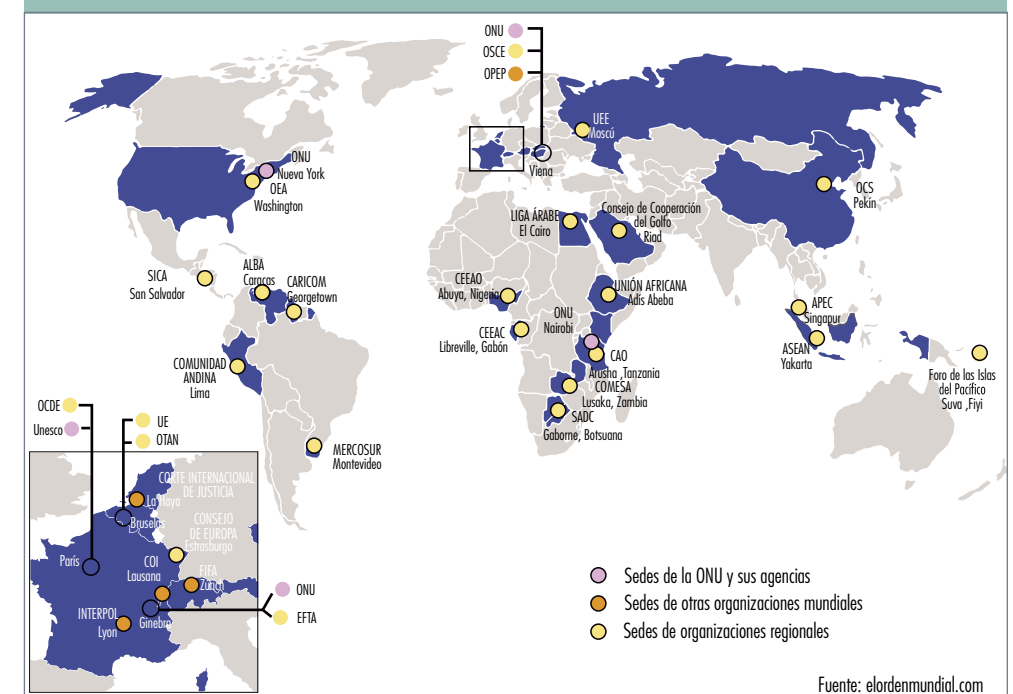 ONU
OSCE
OPEP
Viena
UEE
Moscú
ONU
Nueva York
OEA
Washington
OCS
Pekín
LIGA ÁRABE
El Cairo
Consejo de Cooperación
del Golfo
Riad
SICA
San Salvador
ALBA
Caracas
CARICOM
Georgetown
CEEAO
Abuya, Nigeria
UNIÓN AFRICANA
Adís Abeba
ONU
Nairobi
CEEAC
Libreville, Gabón
CAO
Arusha ,Tanzania
COMESA
Lusaka, Zambia
SADC
Gaborne, Botsuana
APEC
Singapur
ASEAN
Yakarta
Foro de las Islas
del Pacífico
Suva ,Fiyi
COMUNIDAD
ANDINA
Lima
MERCOSUR
Montevideo
OCDE
Unesco
UE
OTAN
CORTE INTERNACIONAL
DE JUSTICIA
La Haya
Bruselas
CONSEJO
DE EUROPA
Estrasburgo
París
COI
Lausana
FIFA
Zúrich
INTERPOL
Lyon
Ginebra
ONU
EFTA
Sedes de la ONU y sus agencias
Sedes de otras organizaciones mundiales
Sedes de organizaciones regionales
Fuente: elordenmundial.com